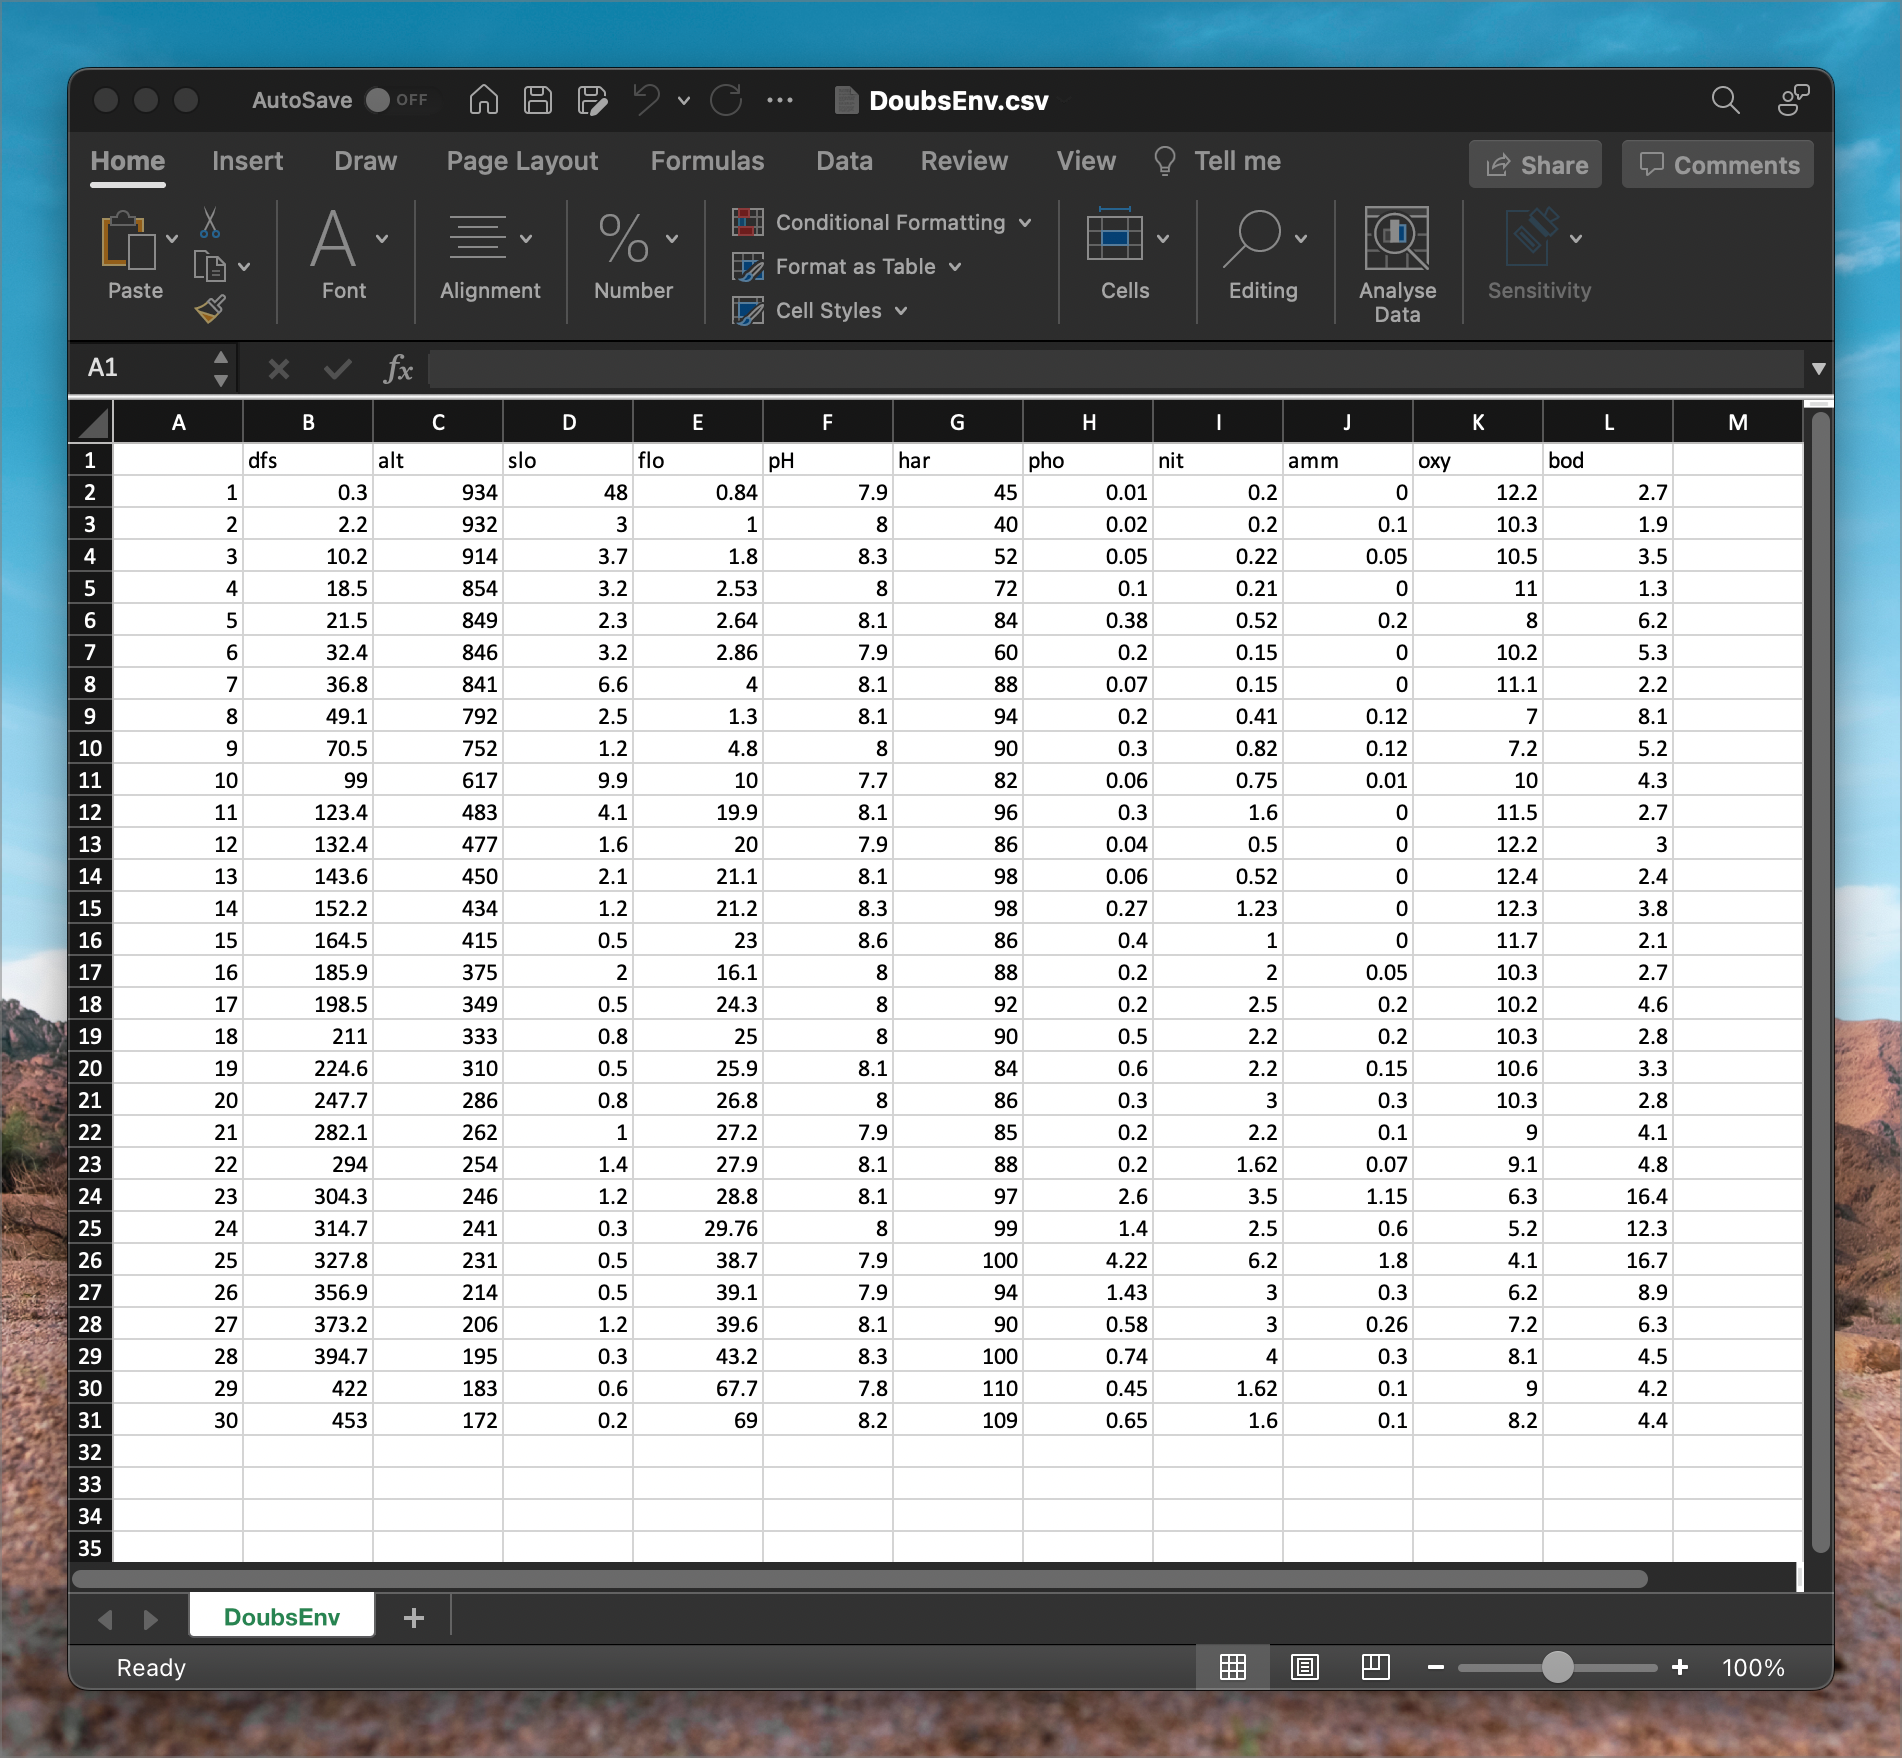 AutoSave OFF DoubsEnv.csv
Home Insert Draw Page Layout Formulas Data Review View Tell me Share Comments
Paste Font Alignment % Number Conditional Formatting Format as Table Cell Styles Cells Editing Analyse Data Sensitivity
A1 fx
A B C D E F G H I J K L M
1 dfs alt slo flo pH har pho nit amm oxy bod
2 1 0.3 934 48 0.84 7.9 45 0.01 0.2 0 12.2 2.7
3 2 2.2 932 3 1 8 40 0.02 0.2 0.1 10.3 1.9
4 3 10.2 914 3.7 1.8 8.3 52 0.05 0.22 0.05 10.5 3.5
5 4 18.5 854 3.2 2.53 8 72 0.1 0.21 0 11 1.3
6 5 21.5 849 2.3 2.64 8.1 84 0.38 0.52 0.2 8 6.2
7 6 32.4 846 3.2 2.86 7.9 60 0.2 0.15 0 10.2 5.3
8 7 36.8 841 6.6 4 8.1 88 0.07 0.15 0 11.1 2.2
9 8 49.1 792 2.5 1.3 8.1 94 0.2 0.41 0.12 7 8.1
10 9 70.5 752 1.2 4.8 8 90 0.3 0.82 0.12 7.2 5.2
11 10 99 617 9.9 10 7.7 82 0.06 0.75 0.01 10 4.3
12 11 123.4 483 4.1 19.9 8.1 96 0.3 1.6 0 11.5 2.7
13 12 132.4 477 1.6 20 7.9 86 0.04 0.5 0 12.2 3
14 13 143.6 450 2.1 21.1 8.1 98 0.06 0.52 0 12.4 2.4
15 14 152.2 434 1.2 21.2 8.3 98 0.27 1.23 0 12.3 3.8
16 15 164.5 415 0.5 23 8.6 86 0.4 1 0 11.7 2.1
17 16 185.9 375 2 16.1 8 88 0.2 2 0.05 10.3 2.7
18 17 198.5 349 0.5 24.3 8 92 0.2 2.5 0.2 10.2 4.6
19 18 211 333 0.8 25 8 90 0.5 2.2 0.2 10.3 2.8
20 19 224.6 310 0.5 25.9 8.1 84 0.6 2.2 0.15 10.6 3.3
21 20 247.7 286 0.8 26.8 8 86 0.3 3 0.3 10.3 2.8
22 21 282.1 262 1 27.2 7.9 85 0.2 2.2 0.1 9 4.1
23 22 294 254 1.4 27.9 8.1 88 0.2 1.62 0.07 9.1 4.8
24 23 304.3 246 1.2 28.8 8.1 97 2.6 3.5 1.15 6.3 16.4
25 24 314.7 241 0.3 29.76 8 99 1.4 2.5 0.6 5.2 12.3
26 25 327.8 231 0.5 38.7 7.9 100 4.22 6.2 1.8 4.1 16.7
27 26 356.9 214 0.5 39.1 7.9 94 1.43 3 0.3 6.2 8.9
28 27 373.2 206 1.2 39.6 8.1 90 0.58 3 0.26 7.2 6.3
29 28 394.7 195 0.3 43.2 8.3 100 0.74 4 0.3 8.1 4.5
30 29 422 183 0.6 67.7 7.8 110 0.45 1.62 0.1 9 4.2
31 30 453 172 0.2 69 8.2 109 0.65 1.6 0.1 8.2 4.4
32
33
34
35
DoubsEnv +
Ready 100%